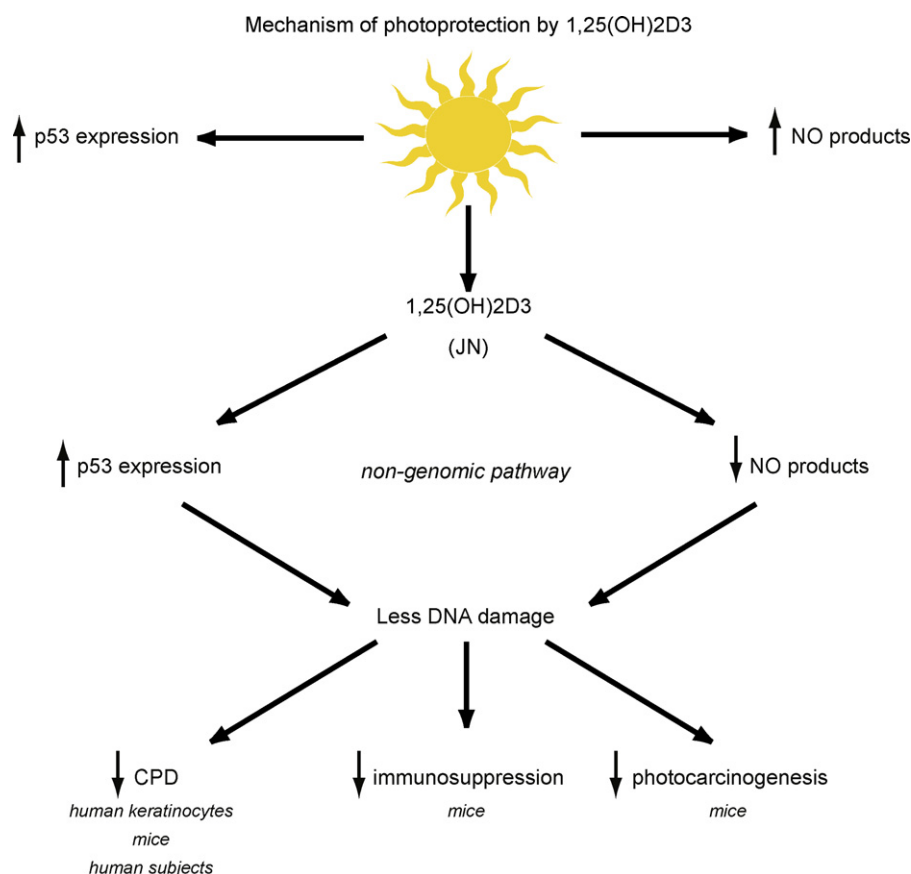 Mechanism of photoprotection by 1,25(OH)2D3
p53 expression
NO products
1,25(OH)2D3
(JN)
p53 expression
non-genomic pathway
NO products
Less DNA damage
CPD
human keratinocytes
mice
human subjects
immunosuppression
mice
photocarcinogenesis
mice